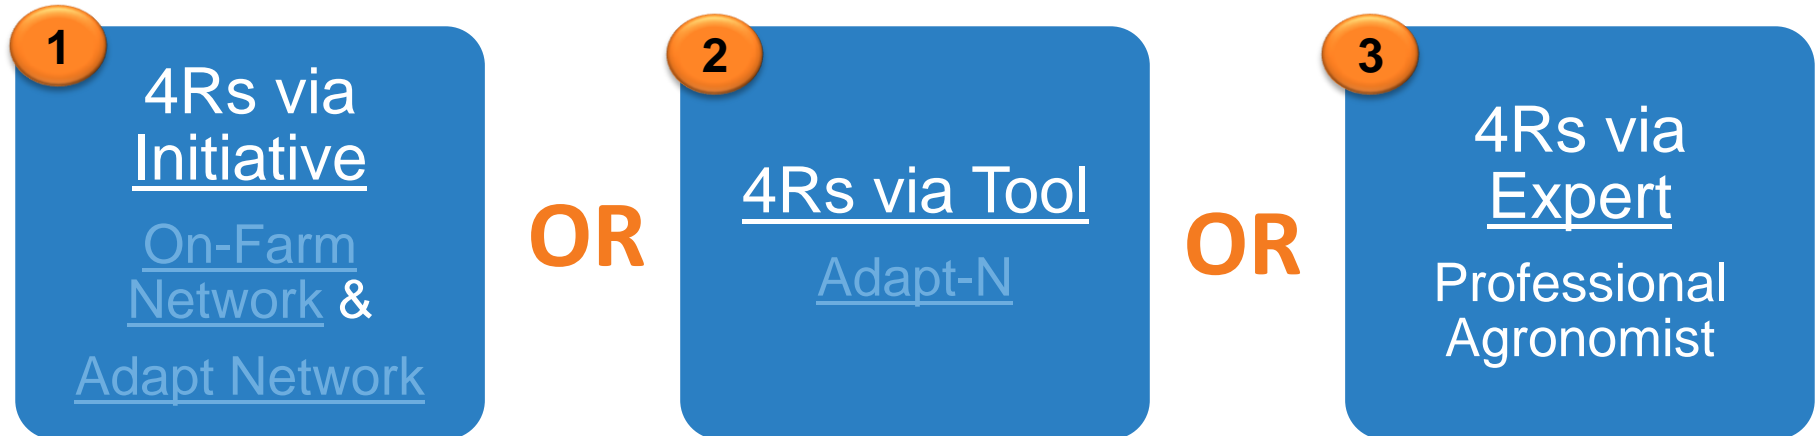 1
4Rs via
Initiative
On-Farm
Network &
Adapt Network
OR
2
4Rs via Tool
Adapt-N
OR
3
4Rs via
Expert
Professional
Agronomist